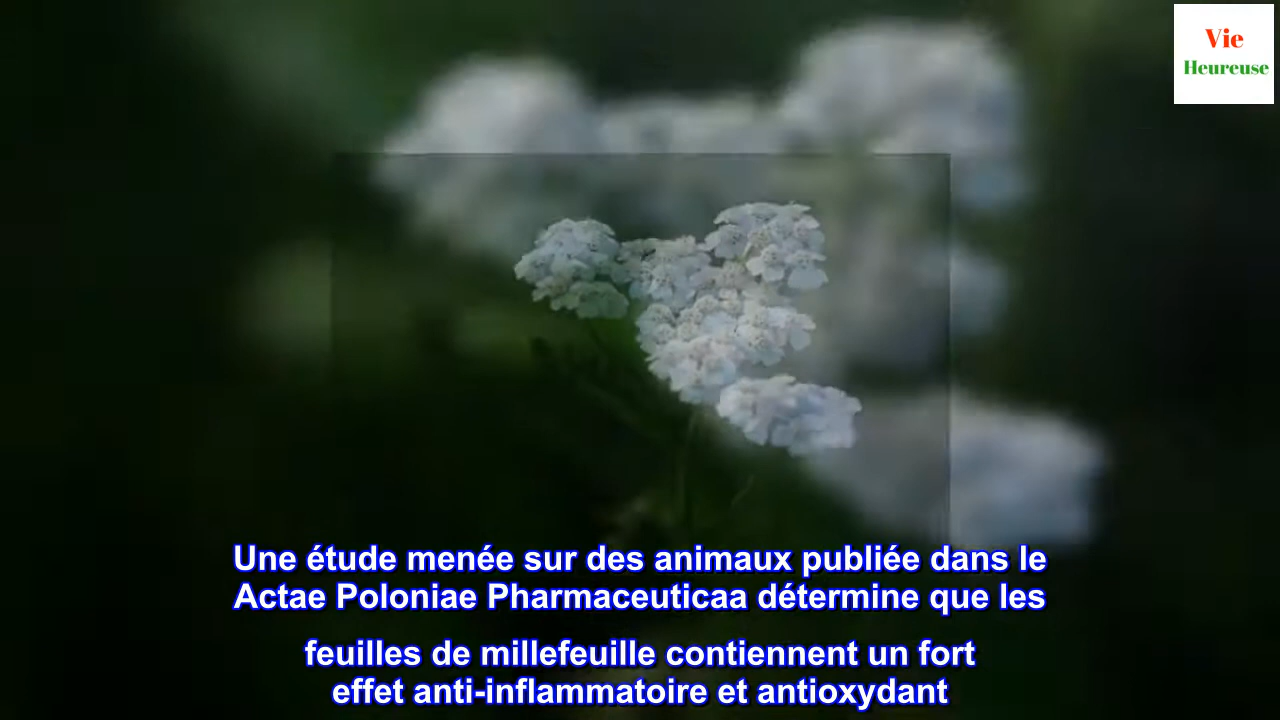 Vie
Heureuse
Une étude menée sur des animaux publiée dans le
Actae Poloniae Pharmaceuticaa détermine que les
feuilles de millefeuille contiennent un fort
effet anti-inflammatoire et antioxydant